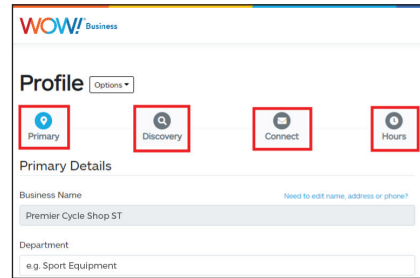 WOW! Business
Profile Options
Primary Discovery Connect Hours
Primary Details
Business Name Need to edit name, address or phone?
Premier Cycle Shop ST
Department
e.g. Sport Equipment